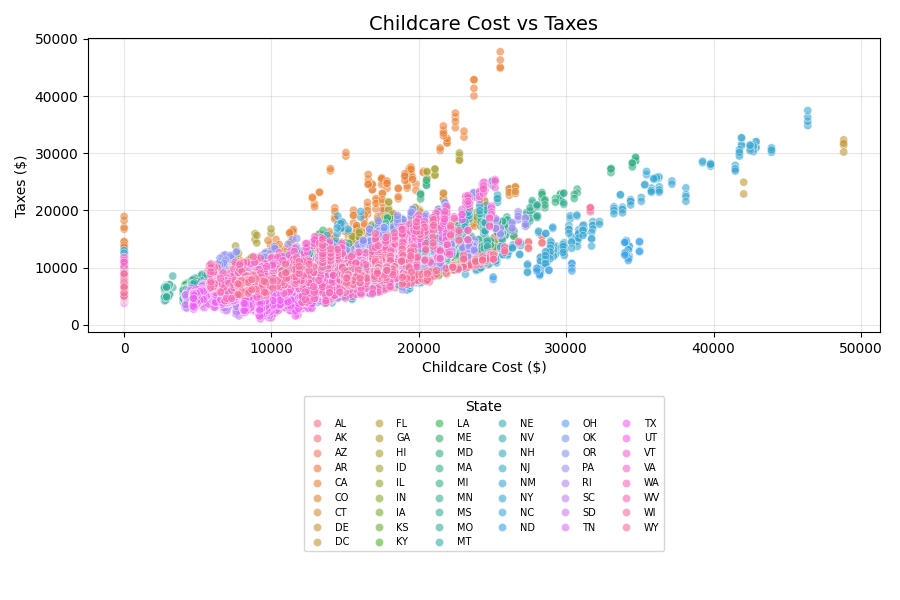 Childcare Cost vs Taxes
50000
40000
30000
20000
10000
0
Taxes ($)
0 10000 20000 30000 40000 50000
Childcare Cost ($)
State
AL FL LA NE OH TX
AK GA ME NV OK UT
AZ HI MD NH OR VT
AR ID MA NJ PA VA
CA IL MI NM RI WA
CO IN MN NY SC WV
CT IA MS NC SD WI
DE KS MO ND TN WY
DC KY MT